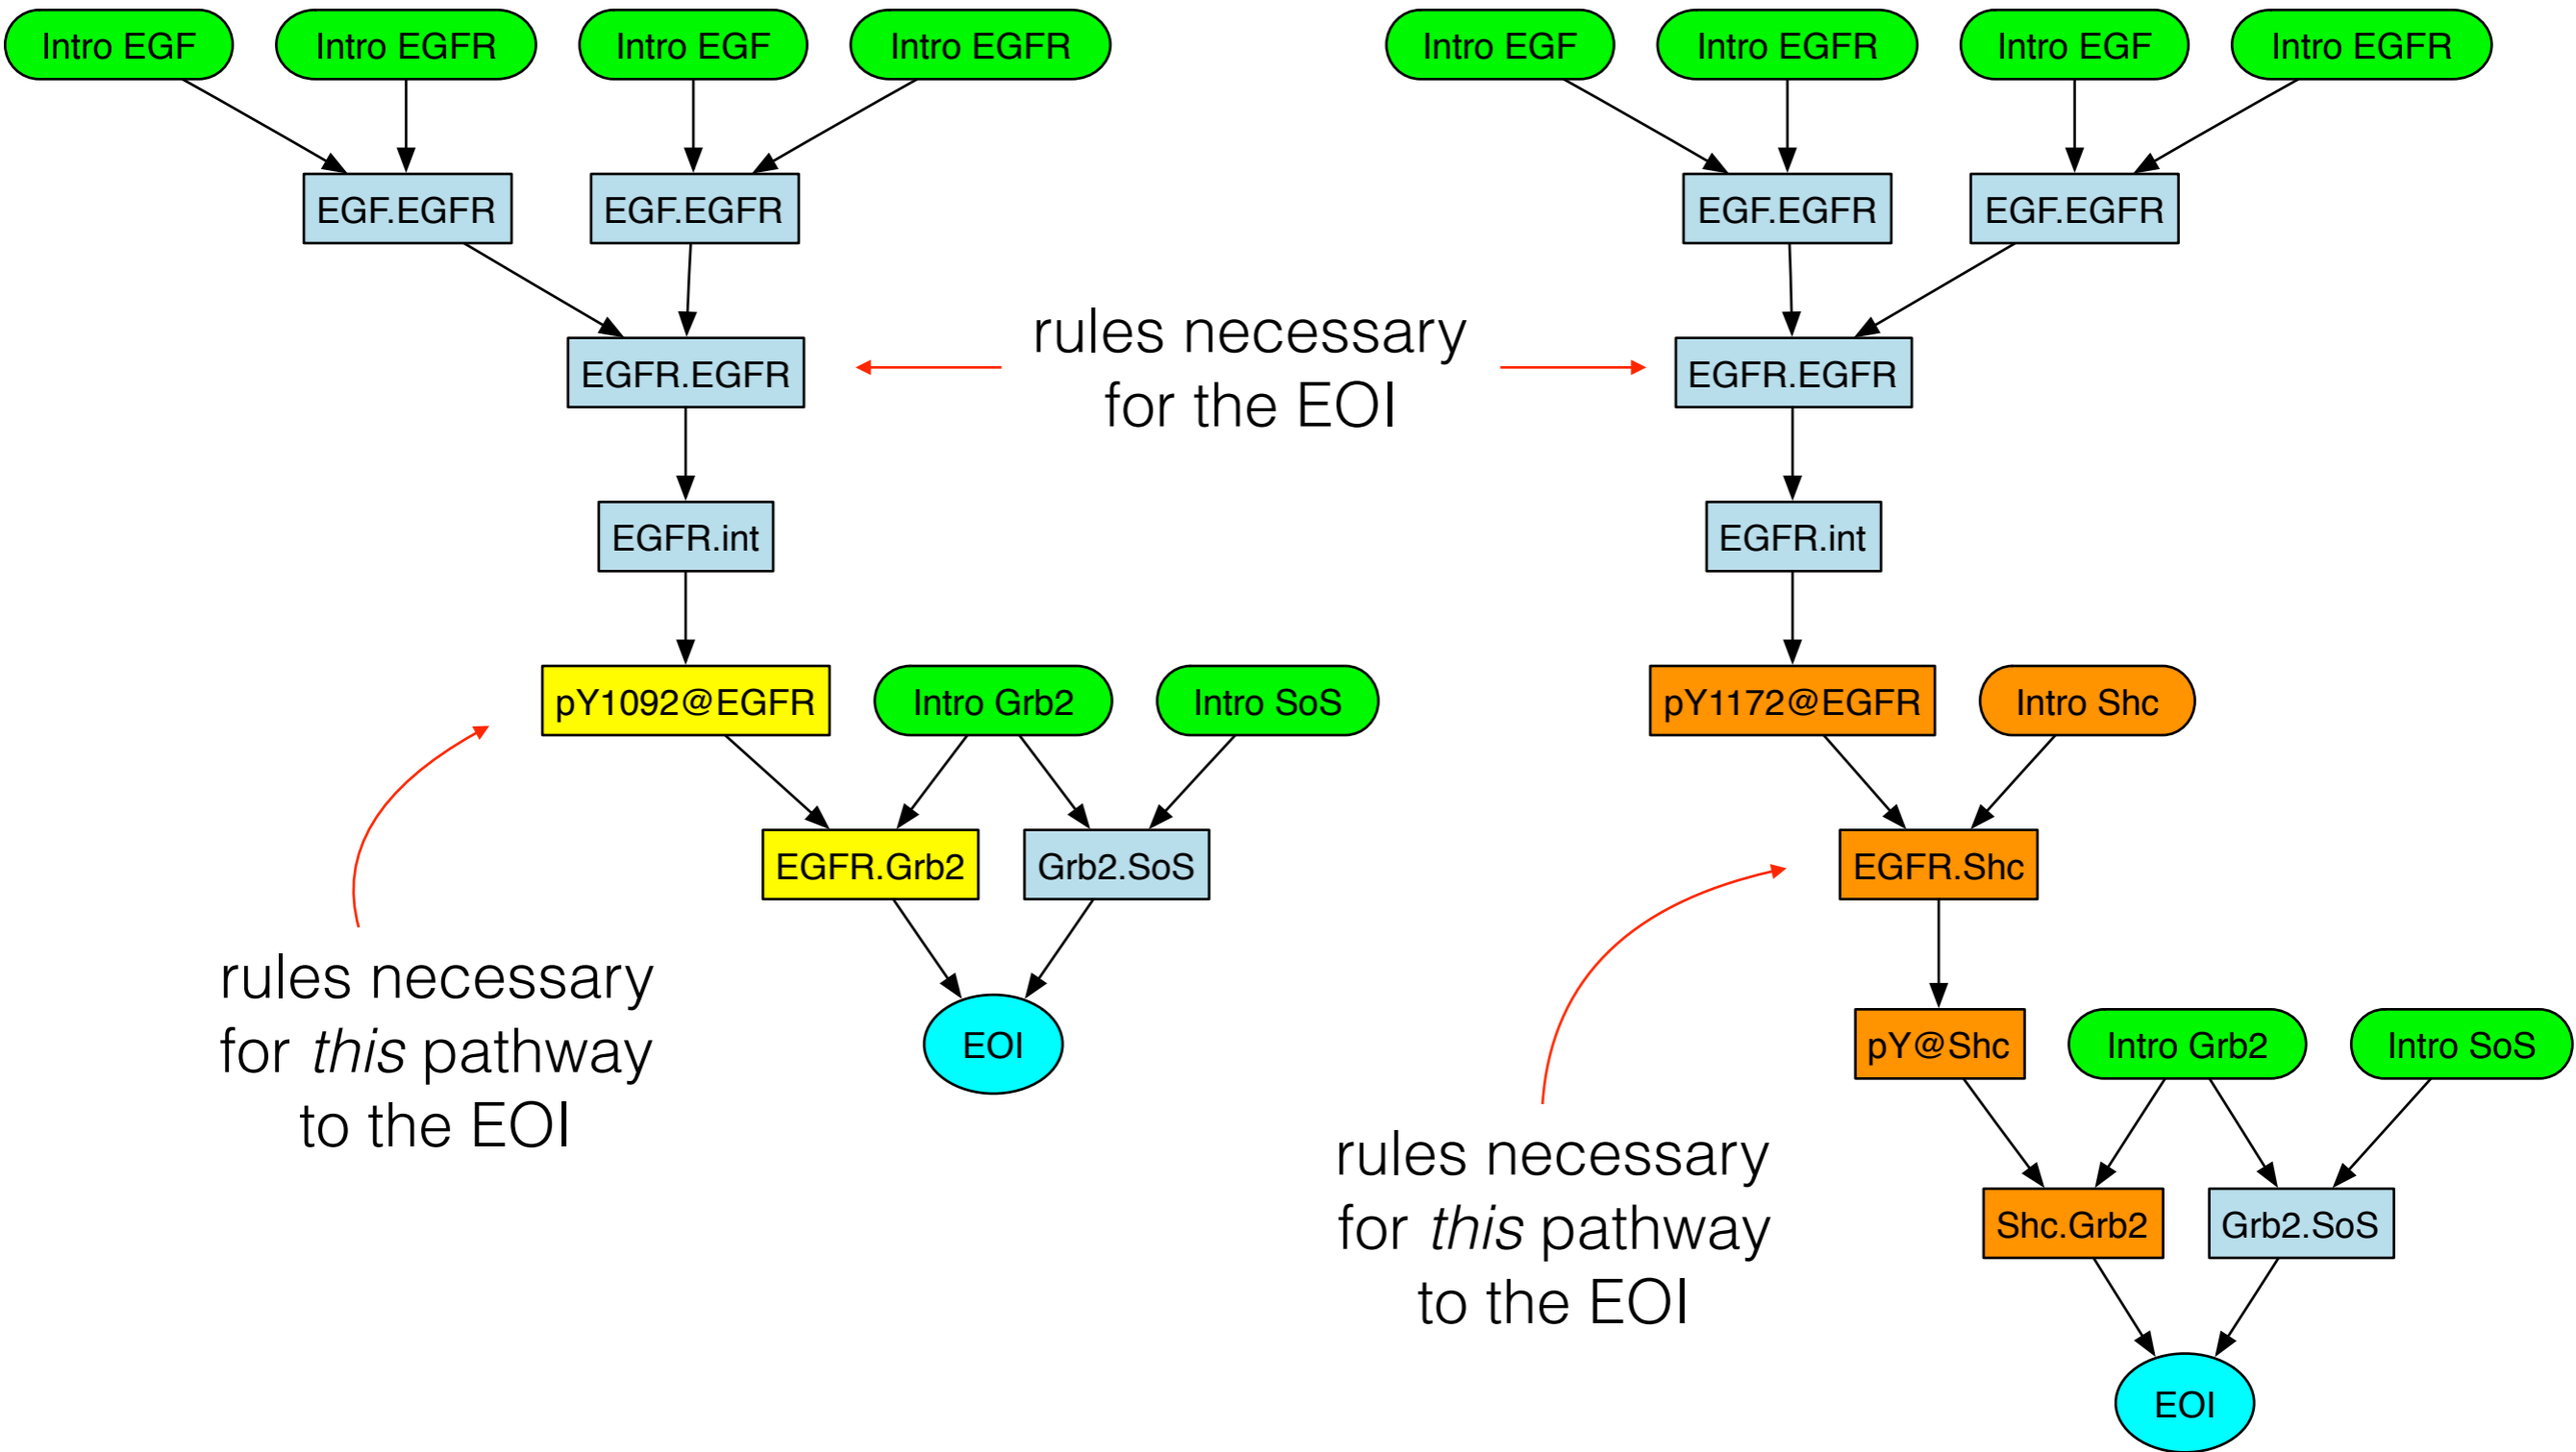 Intro EGF
Intro EGFR
Intro EGF
Intro EGFR
Intro EGF
Intro EGFR
Intro EGF
Intro EGFR
EGF.EGFR
EGF.EGFR
EGF.EGFR
EGF.EGFR
rules necessary
for the EOI
EGFR.EGFR
EGFR.EGFR
EGFR.int
EGFR.int
pY1092@EGFR
Intro Grb2
Intro SoS
pY1172@EGFR
Intro Shc
EGFR.Grb2
Grb2.SoS
EGFR.Shc
rules necessary
for this pathway
to the EOI
EOI
pY@Shc
Intro Grb2
Intro SoS
rules necessary
for this pathway
to the EOI
Shc.Grb2
Grb2.SoS
EOI